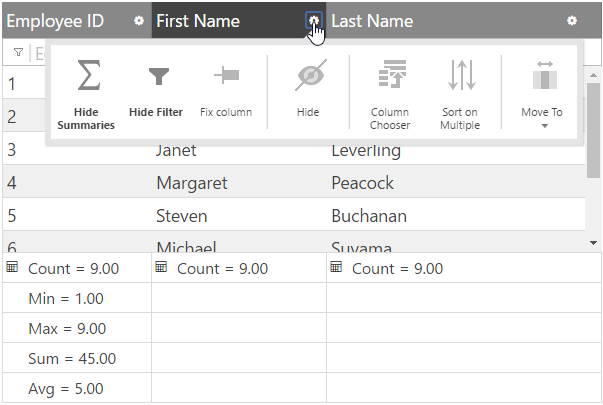 Employee ID First Name Last Name
Hide Summaries Hide Filter Fix column Hide Column Chooser Sort on Multiple Move To
1
2
3 Janet Leverling
4 Margaret Peacock
5 Steven Buchanan
6 Michael Suyama
Count = 9.00 Count = 9.00 Count = 9.00
Min = 1.00
Max = 9.00
Sum = 45.00
Avg = 5.00